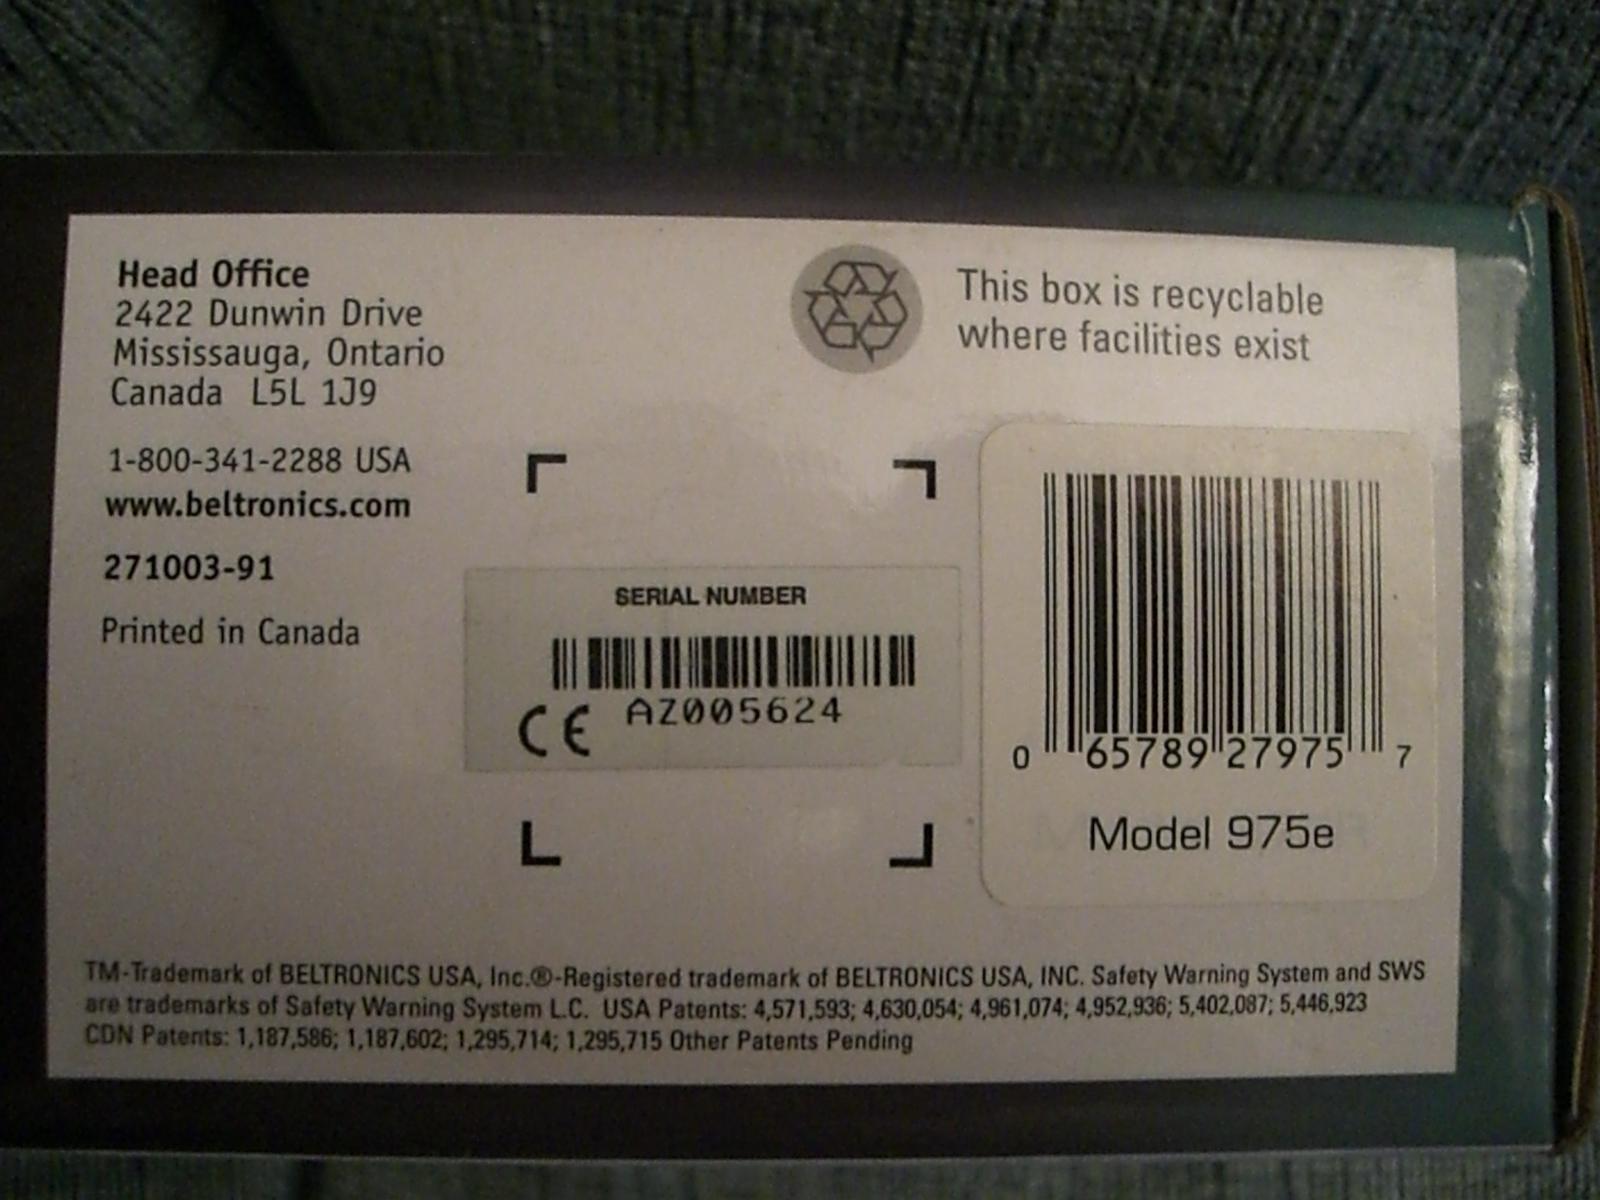 Head Office
2422 Dunwin Drive
Mississauga, Ontario
Canada L5L 1J9
1-800-341-2288 USA
www.beltronics.com
271003-91
Printed in Canada
This box is recyclable
where facilities exist
SERIAL NUMBER
CE AZ005624
0 65789 27975 7
Model 975e
TM-Trademark of BELTRONICS USA, Inc.®-Registered trademark of BELTRONICS USA, INC. Safety Warning System and SWS
are trademarks of Safety Warning System L.C. USA Patents: 4,571,593; 4,630,054; 4,961,074; 4,952,936; 5,402,087; 5,446,923
CDN Patents: 1,187,586; 1,187,602; 1,295,714; 1,295,715 Other Patents Pending